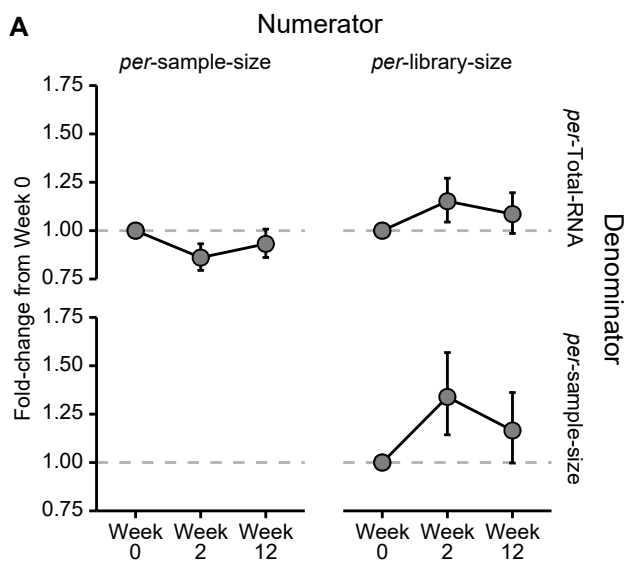 A
Numerator
per-sample-size
per-library-size
Fold-change from Week 0
1.75
1.50
1.25
1.00
0.75
per-Total-RNA
Denominator
1.75
1.50
1.25
1.00
0.75
per-sample-size
Week
0
Week
2
Week
12
Week
0
Week
2
Week
12